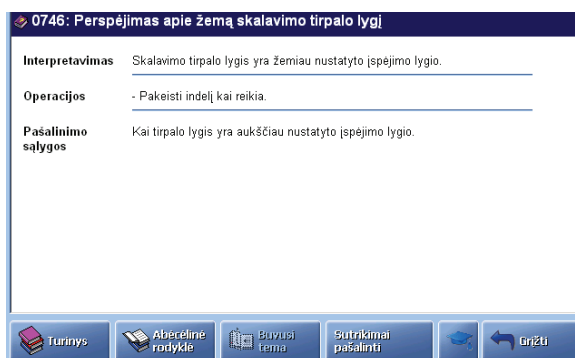 0746: Perspėjimas apie žemą skalavimo tirpalo lygį
Interpretavimas Skalavimo tirpalo lygis yra žemiau nustatyto įspėjimo lygio.
Operacijos - Pakeisti indelį kai reikia.
Pašalinimo sąlygos Kai tirpalo lygis yra aukščiau nustatyto įspėjimo lygio.
Turinys
Abėcėlinė
rodyklė
Buvusi
tema
Sutrikimai
pašalinti
Grįžti